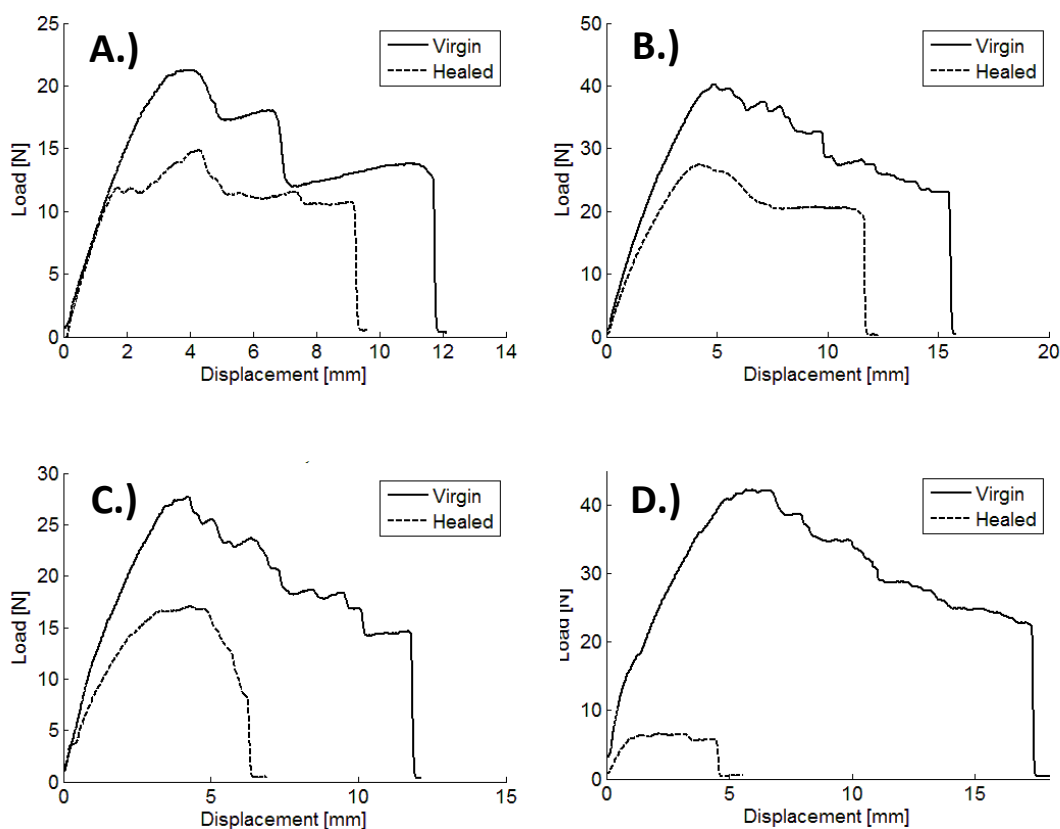 A.)
Virgin
Healed
Load [N]
25
20
15
10
5
0
0 2 4 6 8 10 12 14
Displacement [mm]
B.)
Virgin
Healed
Load [N]
50
40
30
20
10
0
0 5 10 15 20
Displacement [mm]
C.)
Virgin
Healed
Load [N]
30
25
20
15
10
5
0
0 5 10 15
Displacement [mm]
D.)
Virgin
Healed
Load [N]
40
30
20
10
0
0 5 10 15
Displacement [mm]